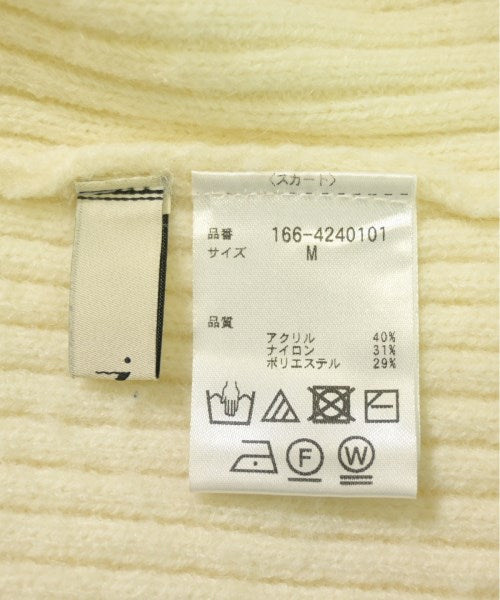 〈スカート〉
品番 166-4240101
サイズ M
品質
アクリル 40%
ナイロン 31%
ポリエステル 29%
F W